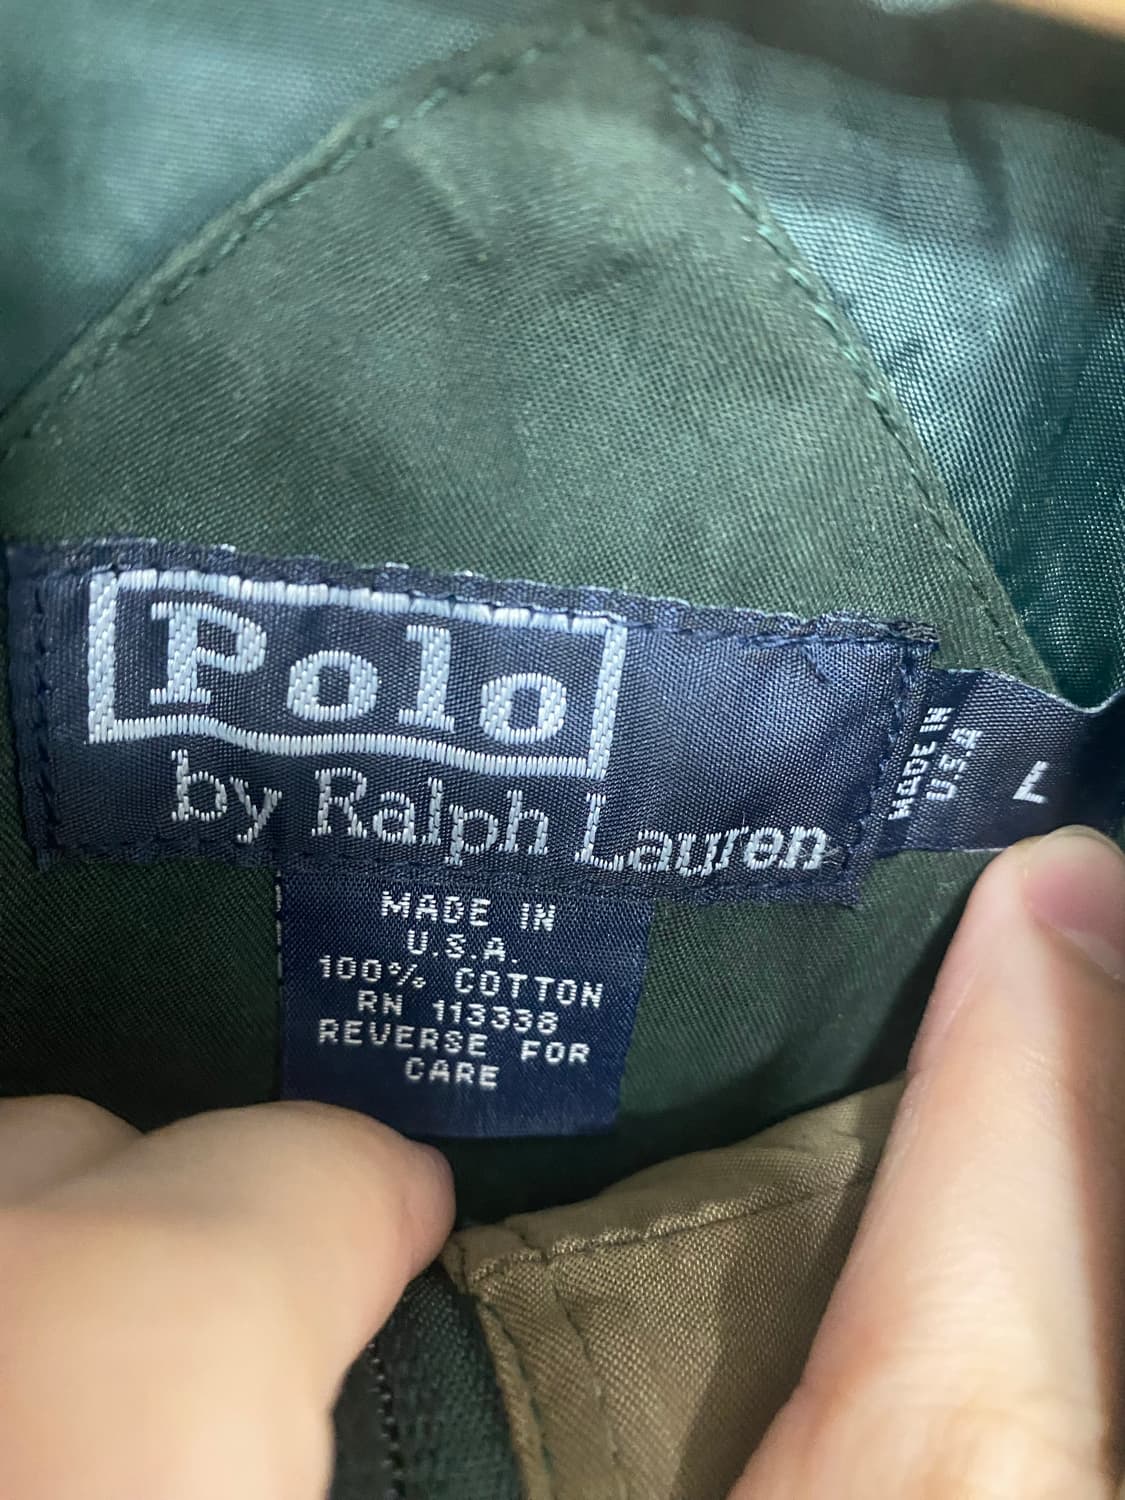 Polo
by Ralph Lauren
MADE IN
U.S.A
L
MADE IN
U.S.A.
100% COTTON
RN 113338
REVERSE FOR
CARE